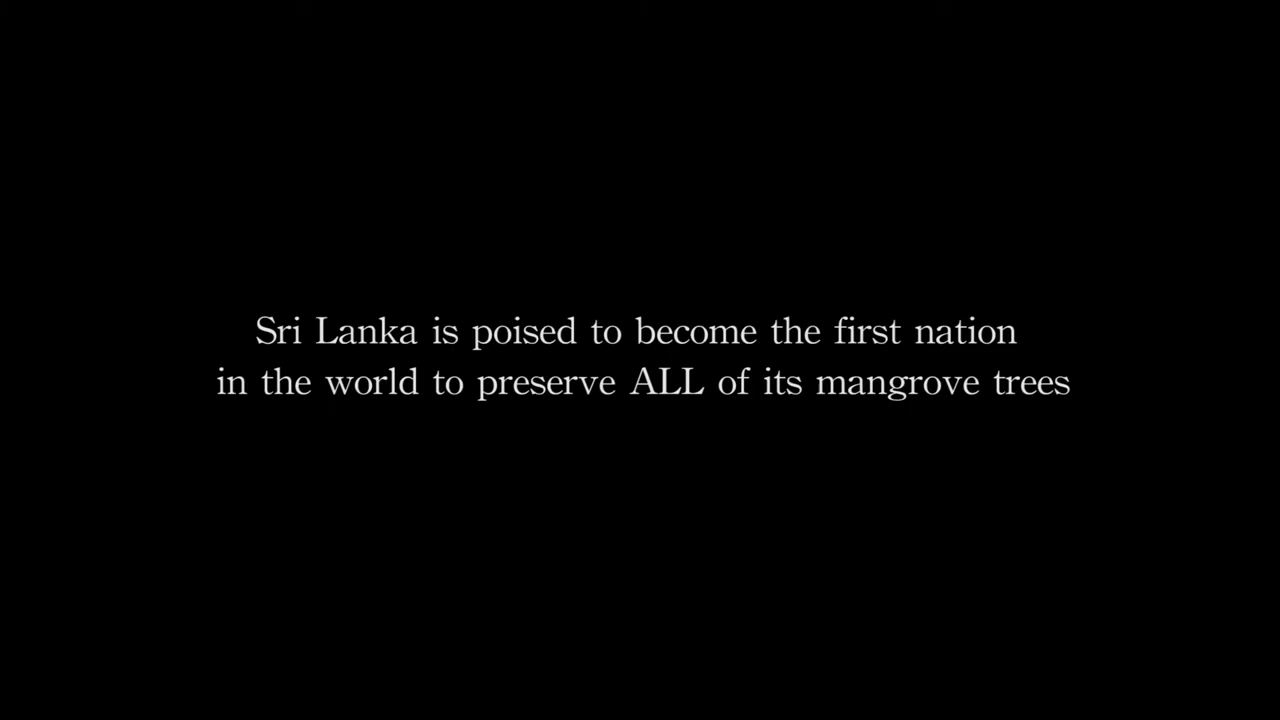 Sri Lanka is poised to become the first nation
in the world to preserve ALL of its mangrove trees